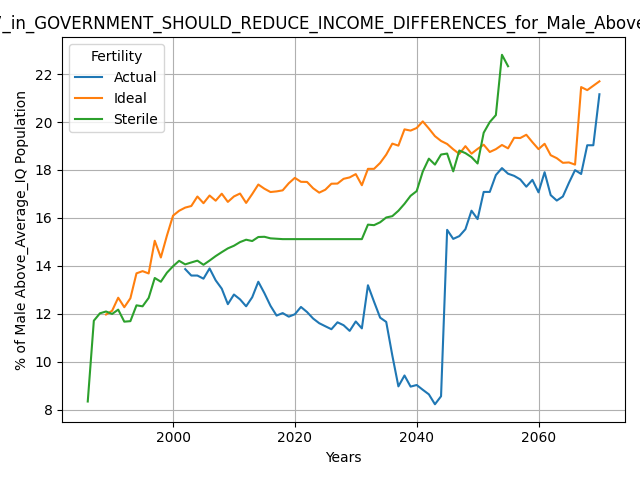 _in_GOVERNMENT_SHOULD_REDUCE_INCOME_DIFFERENCES_for_Male_Above
Fertility
Actual
Ideal
Sterile
% of Male Above_Average_IQ Population
22
20
18
16
14
12
10
8
2000 2020 2040 2060
Years